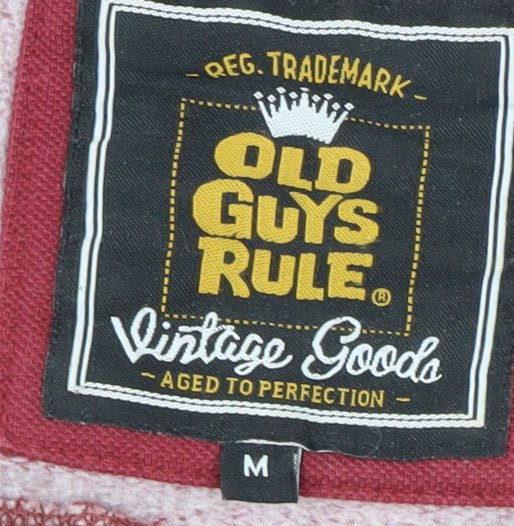 REG. TRADEMARK
OLD
GUYS
RULE®
Vintage Goods
AGED TO PERFECTION
M